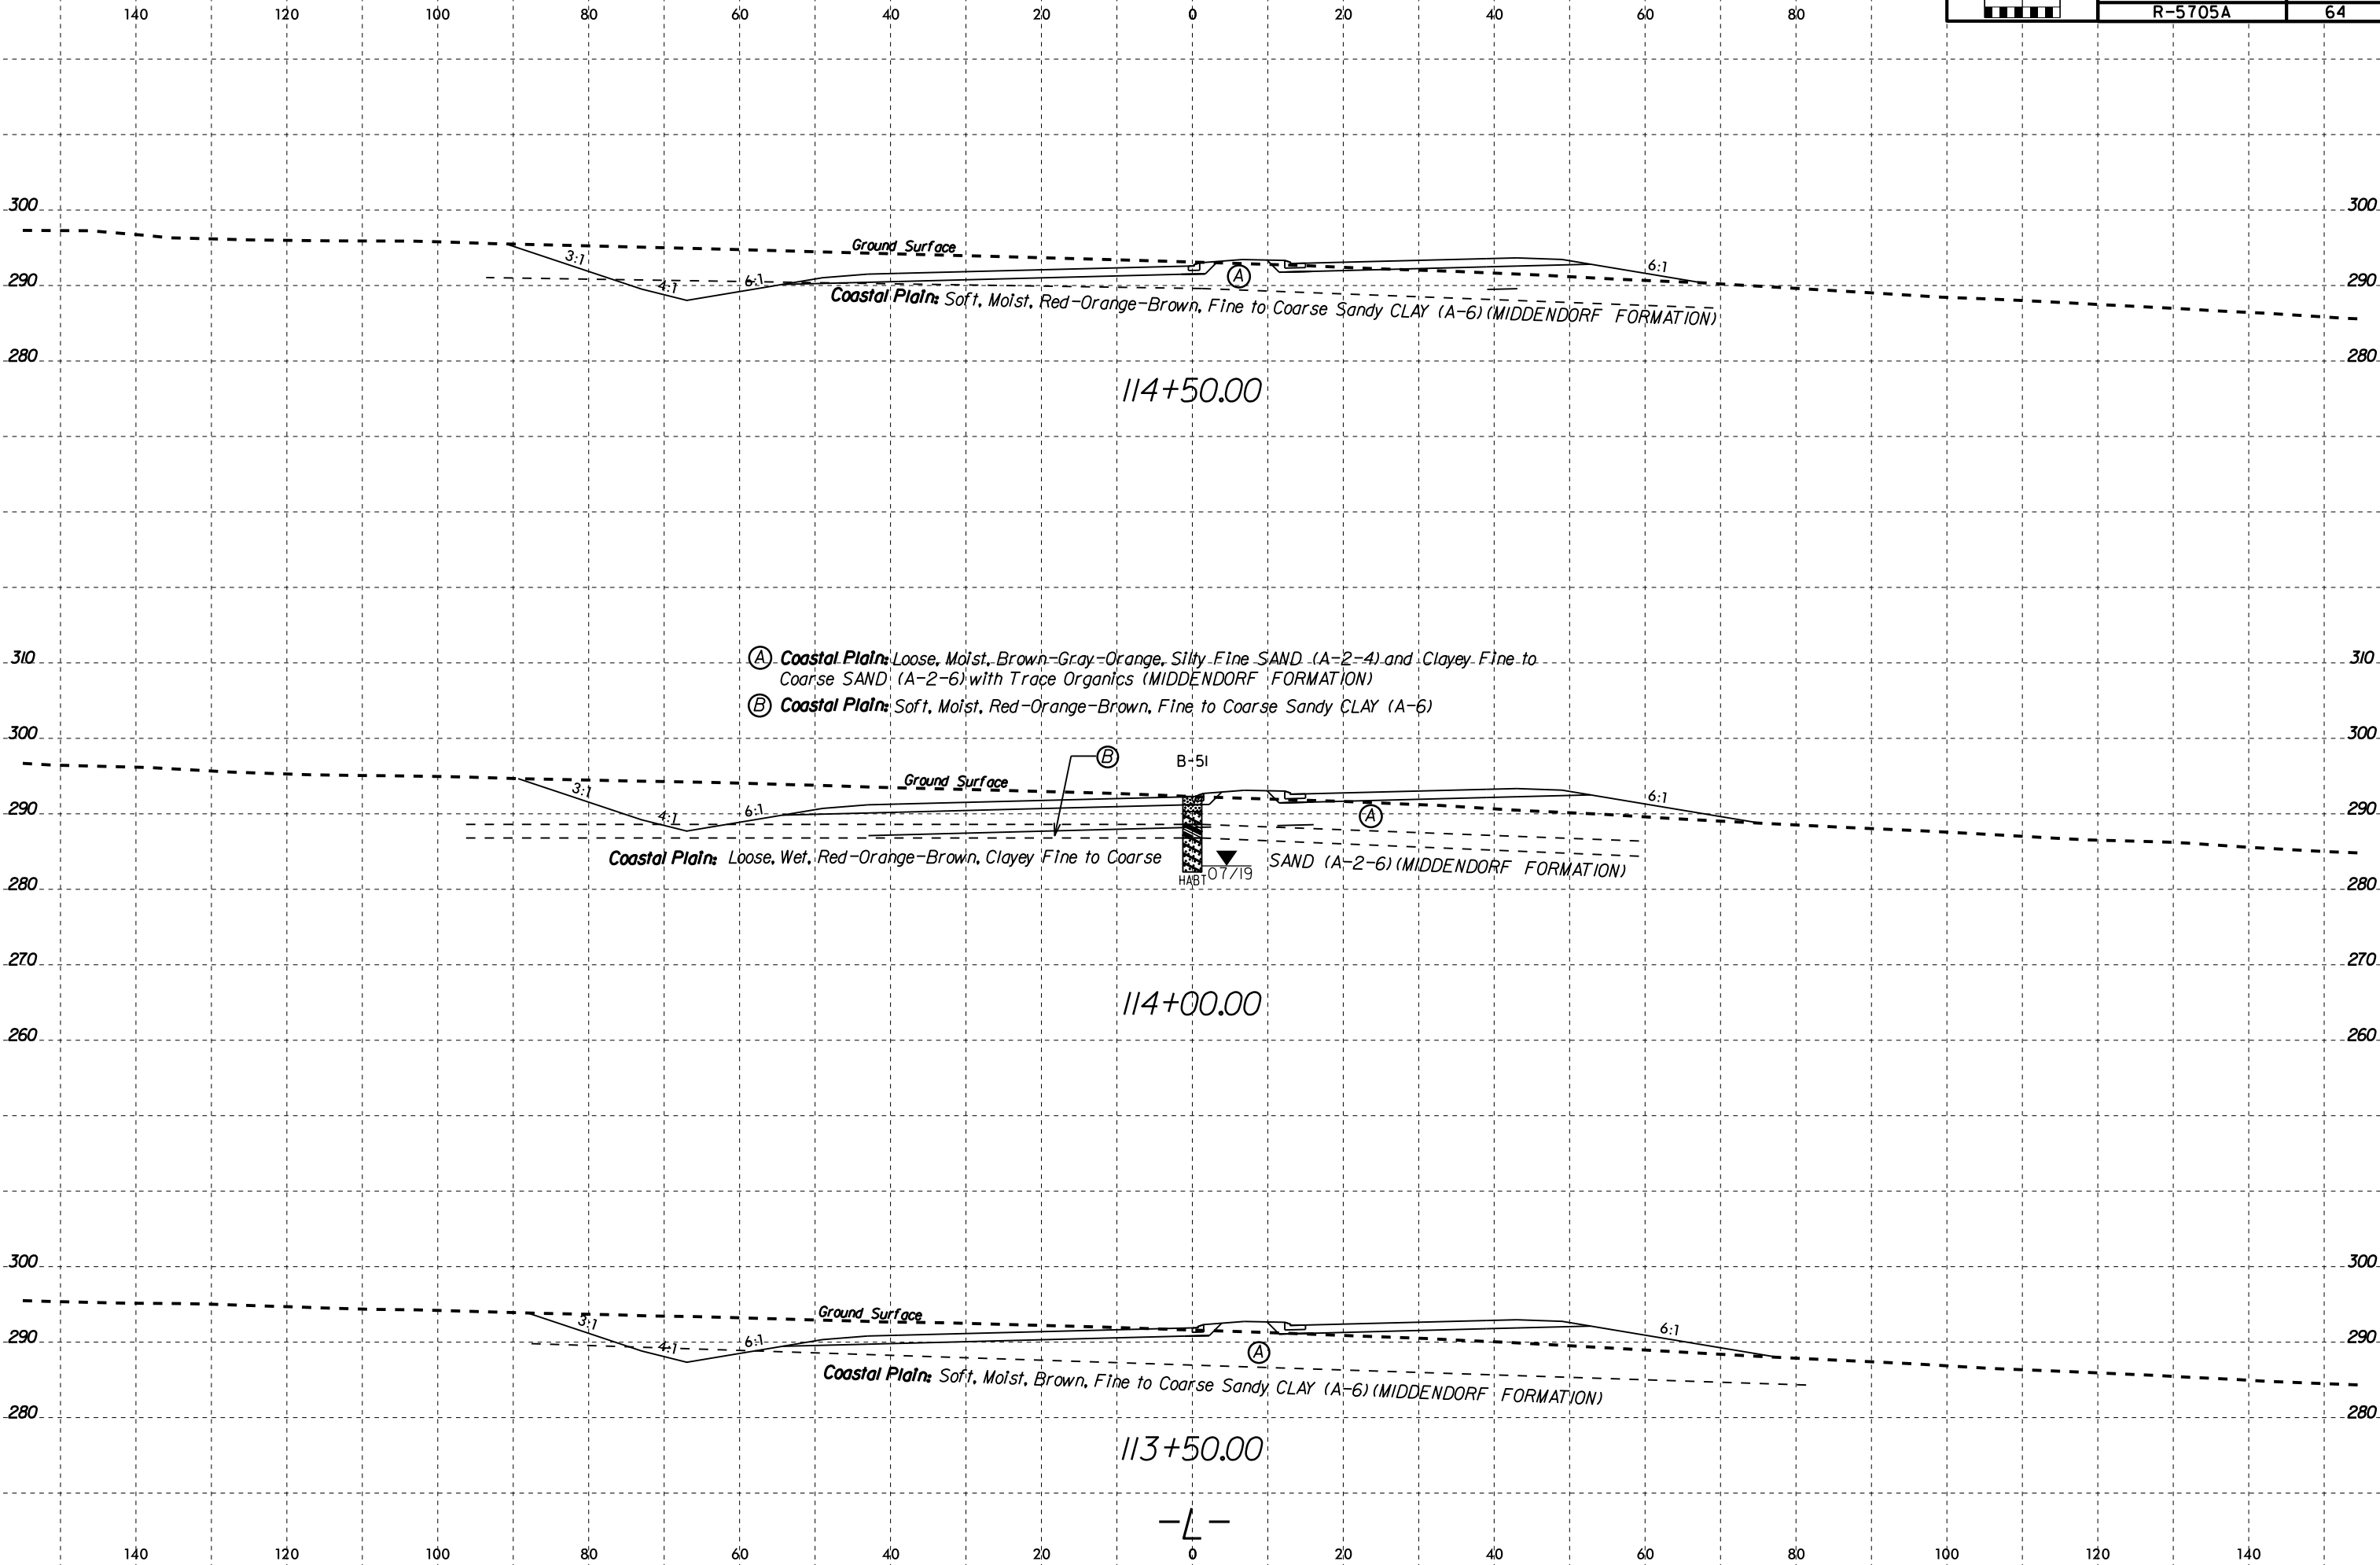 140 120 100 80 60 40 20 0 20 40 60 80
R-5705A 64
300 300
Ground Surface
3:1 6:1
290 4:1 6:1 A 290
Coastal Plain: Soft, Moist, Red-Orange-Brown, Fine to Coarse Sandy CLAY (A-6) (MIDDENDORF FORMATION)
280 280
114+50.00
310 A Coastal Plain: Loose, Moist, Brown-Gray-Orange, Silty Fine SAND (A-2-4) and Clayey Fine to 310
Coarse SAND (A-2-6) with Trace Organics (MIDDENDORF FORMATION)
B Coastal Plain: Soft, Moist, Red-Orange-Brown, Fine to Coarse Sandy CLAY (A-6)
300 300
B B-51
Ground Surface
3:1 6:1
290 4:1 6:1 A 290
Coastal Plain: Loose, Wet, Red-Orange-Brown, Clayey Fine to Coarse SAND (A-2-6) (MIDDENDORF FORMATION)
280 HABT 07/19 280
270 270
114+00.00
260 260
300 300
Ground Surface
3:1 6:1
290 4:1 6:1 A 290
Coastal Plain: Soft, Moist, Brown, Fine to Coarse Sandy CLAY (A-6) (MIDDENDORF FORMATION)
280 280
113+50.00
-L-
140 120 100 80 60 40 20 0 20 40 60 80 100 120 140